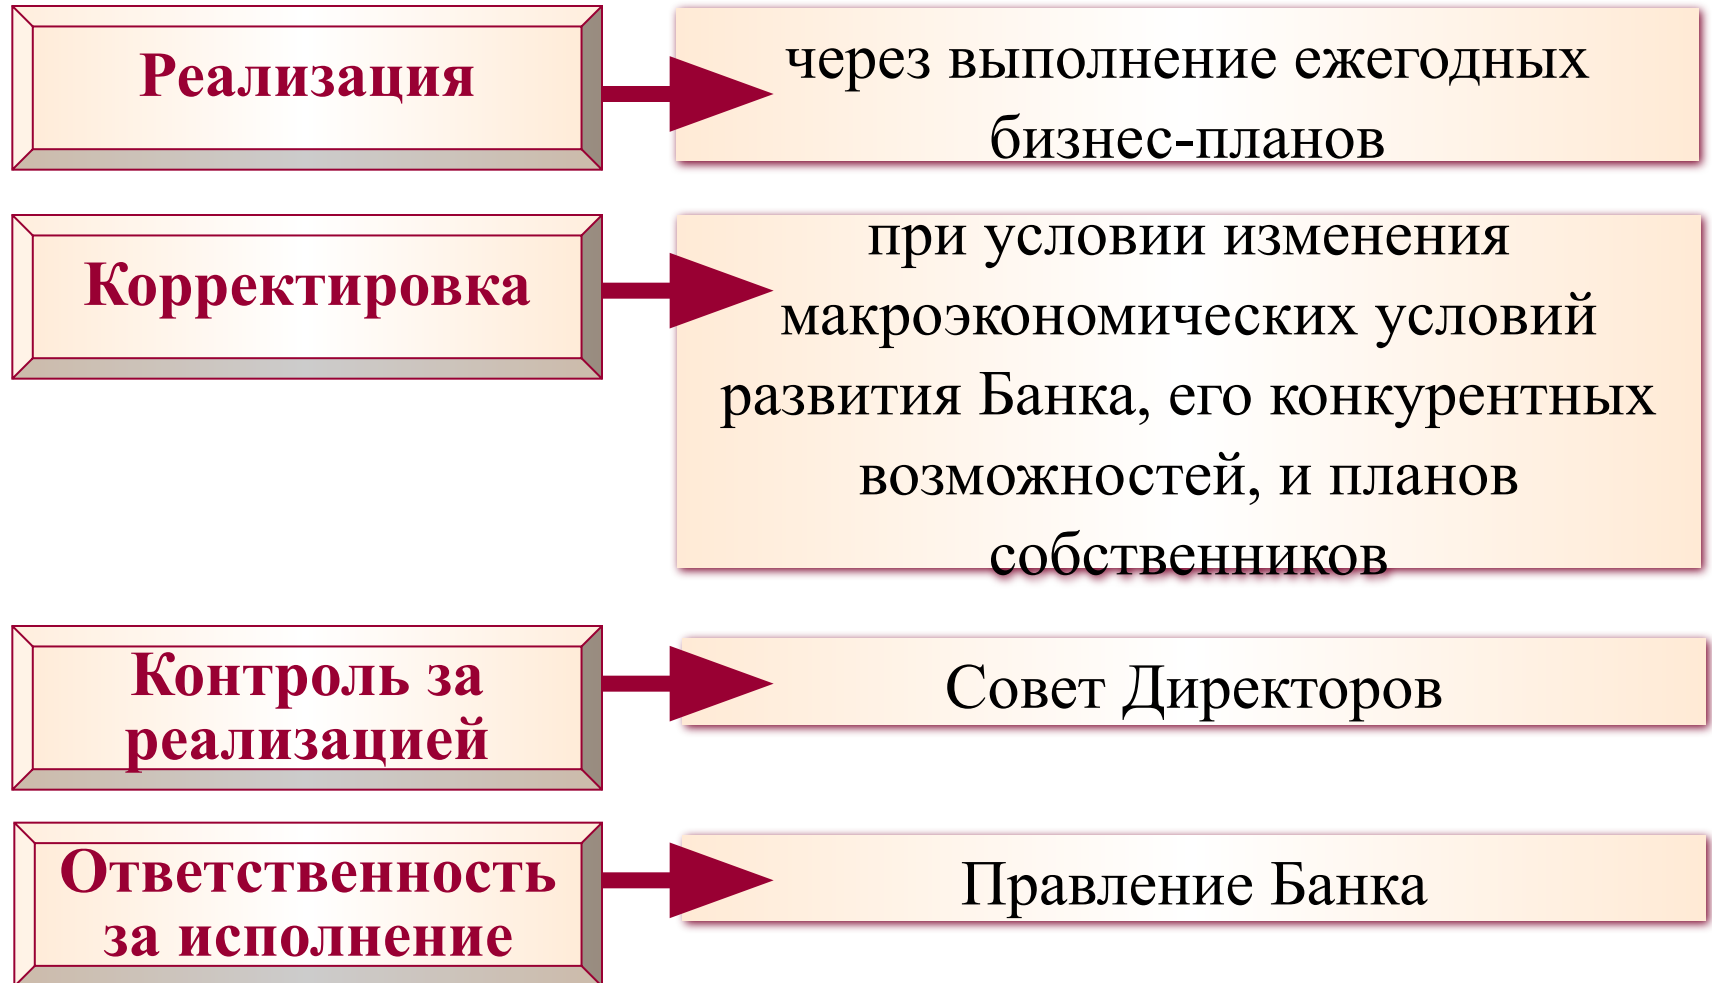 Реализация
через выполнение ежегодных
бизнес-планов
Корректировка
при условии изменения
макроэкономических условий
развития Банка, его конкурентных
возможностей, и планов
собственников
Контроль за
реализацией
Совет Директоров
Ответственность
за исполнение
Правление Банка